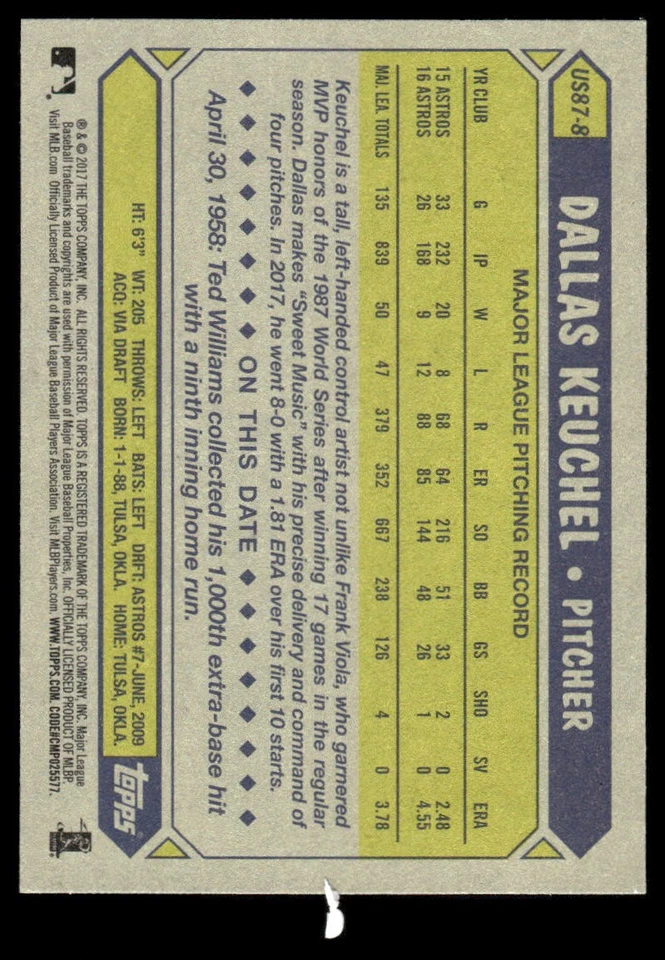 US87-8
DALLAS KEUCHEL • PITCHER
MAJOR LEAGUE PITCHING RECORD
YR CLUB G IP W L R ER SO BB GS SHO SV ERA
15 ASTROS 33 232 20 8 68 64 216 51 33 2 0 2.48
16 ASTROS 26 168 9 12 88 85 144 48 26 1 0 4.55
MAJ. LEA. TOTALS 135 839 50 47 379 352 667 238 126 4 0 3.78
Keuchel is a tall, left-handed control artist not unlike Frank Viola, who garnered
MVP honors of the 1987 World Series after winning 17 games in the regular
season. Dallas makes "Sweet Music" with his precise delivery and command of
four pitches. In 2017, he went 8-0 with a 1.81 ERA over his first 10 starts.
ON THIS DATE
April 30, 1958: Ted Williams collected his 1,000th extra-base hit
with a ninth inning home run.
HT: 6'3" WT: 205 THROWS: LEFT BATS: LEFT DRFT: ASTROS #7-JUNE, 2009
ACQ: VIA DRAFT BORN: 1-1-88, TULSA, OKLA. HOME: TULSA, OKLA.
topps®
® & © 2017 THE TOPPS COMPANY, INC. ALL RIGHTS RESERVED. TOPPS IS A REGISTERED TRADEMARK OF THE TOPPS COMPANY, INC. Major League
Baseball trademarks and copyrights are used with permission of Major League Baseball Properties, Inc. OFFICIALLY LICENSED PRODUCT OF MLBP.
Visit MLB.com. Officially Licensed Product of Major League Baseball Players Association. Visit MLBPlayers.com. WWW.TOPPS.COM. CODE#CMP025577.